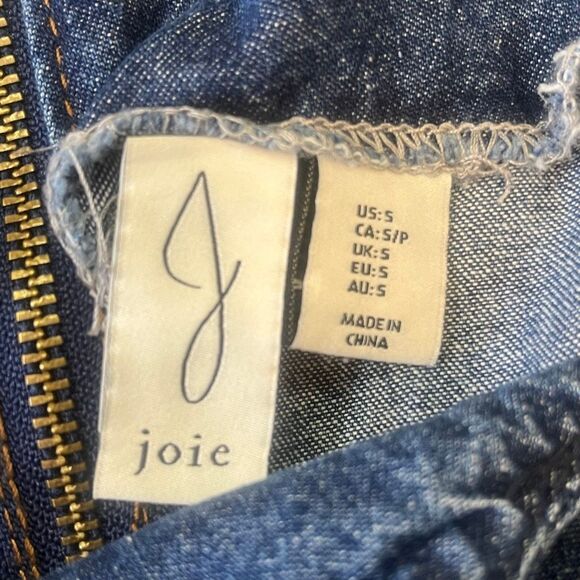 J
joie
US: S
CA: S/P
UK: S
EU: S
AU: S
MADE IN
CHINA